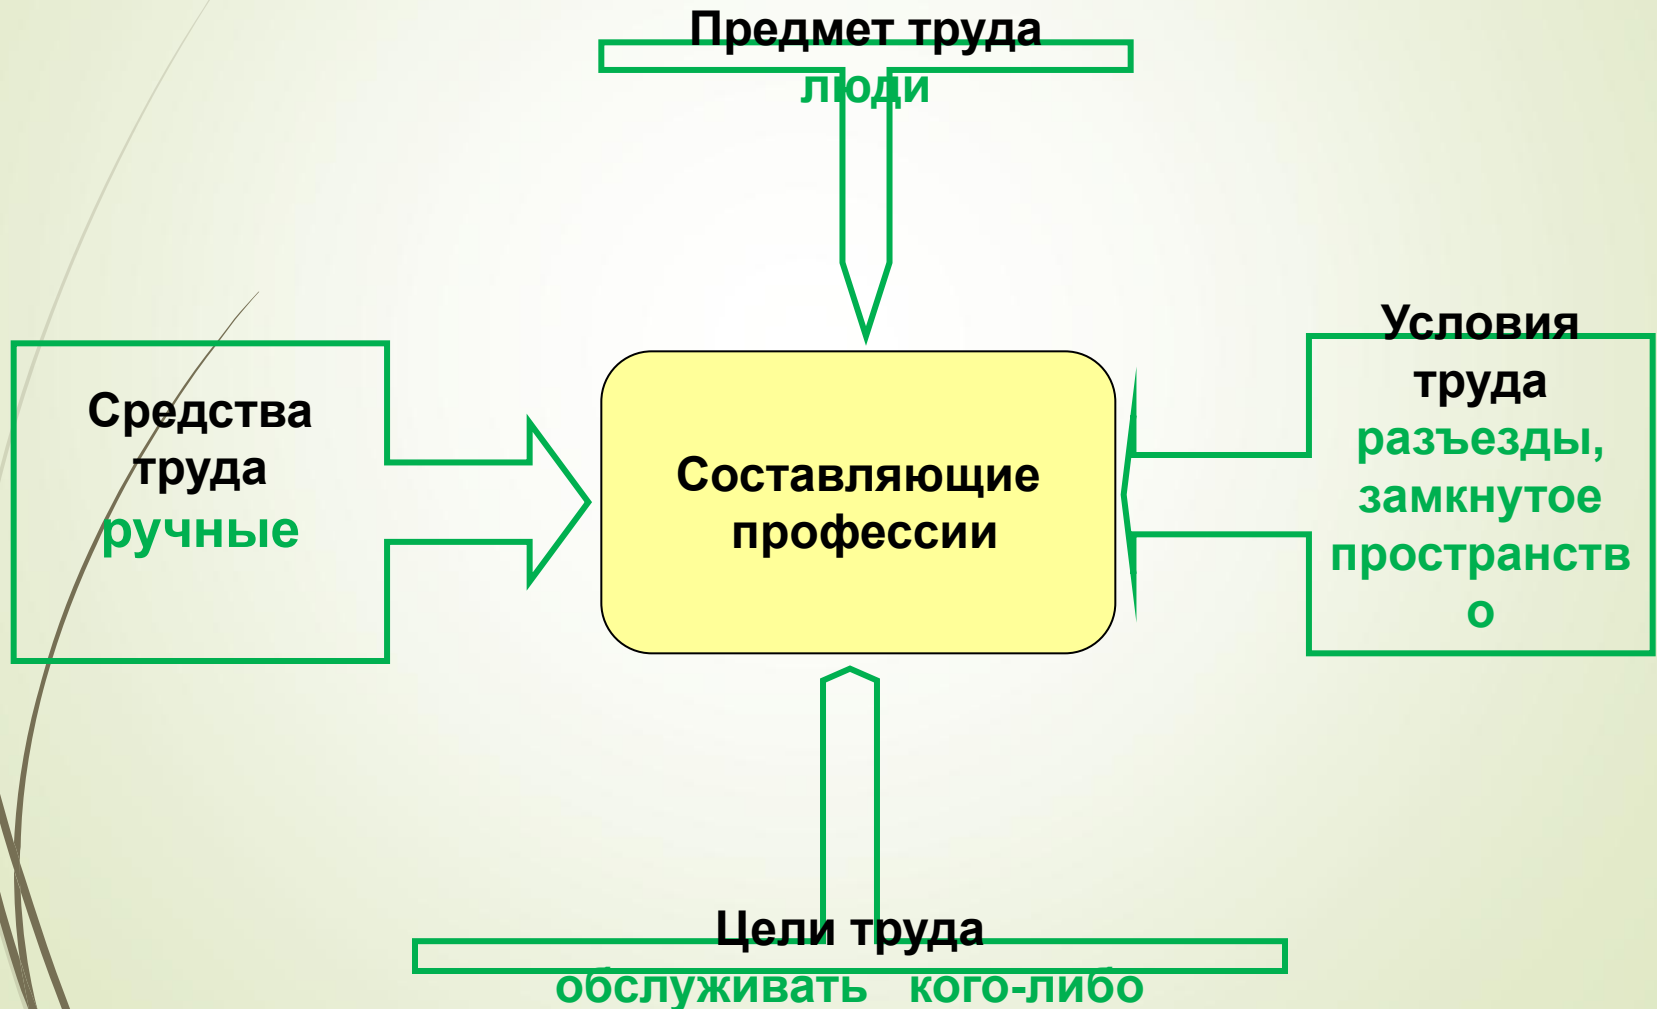 Предмет труда
люди
Средства
труда
ручные
Составляющие
профессии
Условия
труда
разъезды,
замкнутое
пространств
о
Цели труда
обслуживать кого-либо